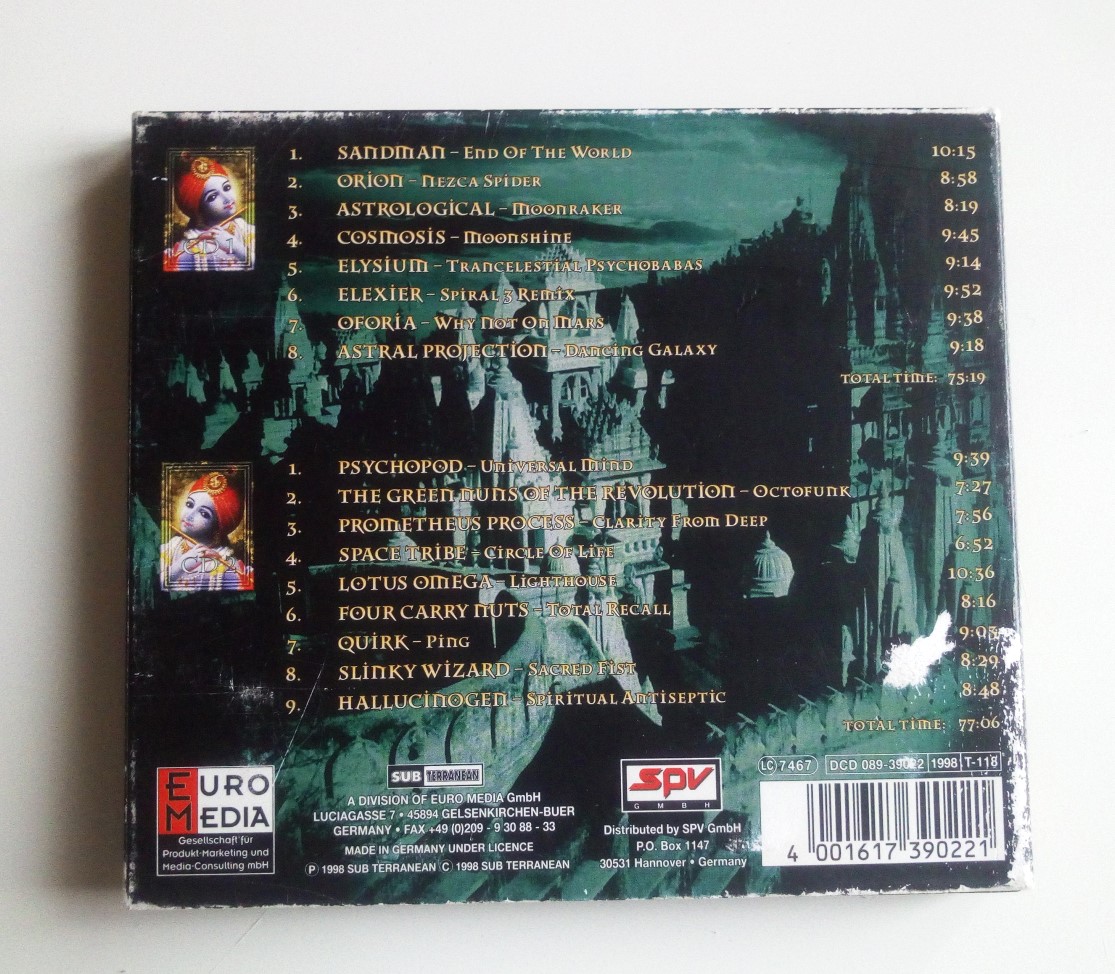 CD 1
1. SANDMAN – END OF THE WORLD 10:15
2. ORION – NEZCA SPIDER 8:58
3. ASTROLOGICAL – MOONRAKER 8:19
4. COSMOSIS – MOONSHINE 9:45
5. ELYSIUM – TRANCELESTIAL PSYCHOBABAS 9:14
6. ELEXIER – SPIRAL 3 REMIX 9:52
7. OFORIA – WHY NOT ON MARS 9:38
8. ASTRAL PROJECTION – DANCING GALAXY 9:18
TOTAL TIME: 75:19
CD 2
1. PSYCHOPOD – UNIVERSAL MIND 9:39
2. THE GREEN NUNS OF THE REVOLUTION – OCTOFUNK 7:27
3. PROMETHEUS PROCESS – CLARITY FROM DEEP 7:56
4. SPACE TRIBE – CIRCLE OF LIFE 6:52
5. LOTUS OMEGA – LIGHTHOUSE 10:36
6. FOUR CARRY NUTS – TOTAL RECALL 8:16
7. QUIRK – PING 9:03
8. SLINKY WIZARD – SACRED FIST 8:29
9. HALLUCINOGEN – SPIRITUAL ANTISEPTIC 8:48
TOTAL TIME: 77:06
EURO
MEDIA
Gesellschaft für
Produkt-Marketing und
Media-Consulting mbH
SUB TERRANEAN
A DIVISION OF EURO MEDIA GmbH
LUCIAGASSE 7 • 45894 GELSENKIRCHEN-BUER
GERMANY • FAX +49 (0)209 - 9 30 88 - 33
MADE IN GERMANY UNDER LICENCE
Ⓟ 1998 SUB TERRANEAN © 1998 SUB TERRANEAN
SPV
GMBH
Distributed by SPV GmbH
P.O. Box 1147
30531 Hannover • Germany
LC 7467 DCD 089-39022 1998 T-118
4 001617 390221